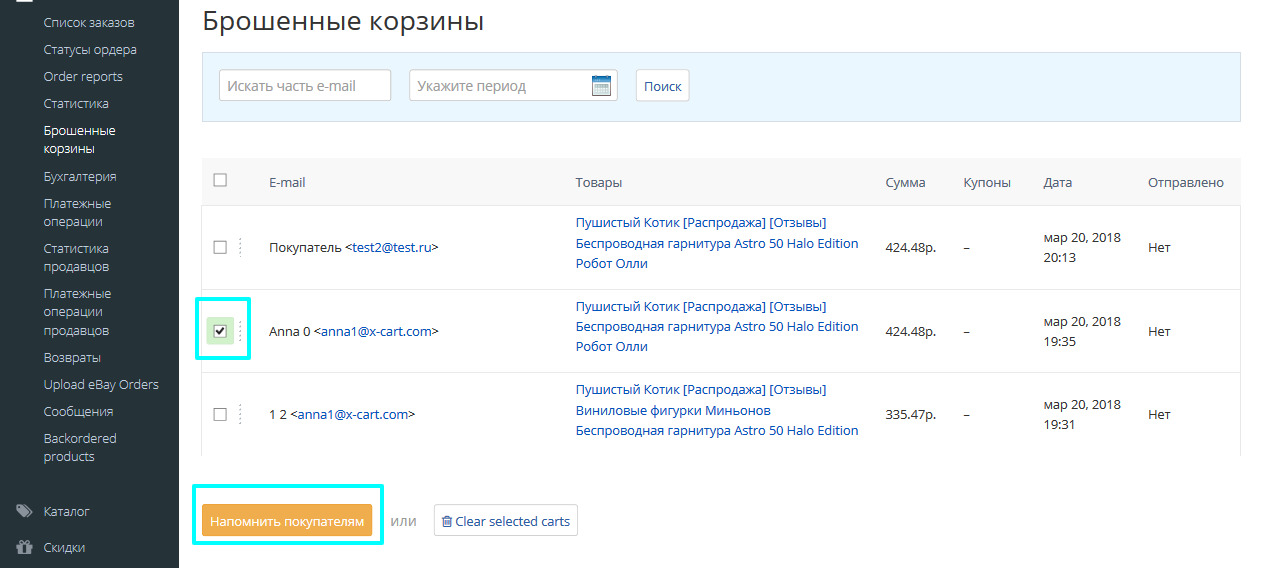 Список заказов
Статусы ордера
Order reports
Статистика
Брошенные
корзины
Бухгалтерия
Платежные
операции
Статистика
продавцов
Платежные
операции
продавцов
Возвраты
Upload eBay Orders
Сообщения
Backordered
products
Каталог
Скидки
Брошенные корзины
Искать часть e-mail Укажите период Поиск
E-mail Товары Сумма Купоны Дата Отправлено
Покупатель <test2@test.ru> 424.48р. – Нет
Пушистый Котик [Распродажа] [Отзывы]
Беспроводная гарнитура Astro 50 Halo Edition
Робот Олли
мар 20, 2018
20:13
Anna 0 <anna1@x-cart.com> 424.48р. – Нет
Пушистый Котик [Распродажа] [Отзывы]
Беспроводная гарнитура Astro 50 Halo Edition
Робот Олли
мар 20, 2018
19:35
1 2 <anna1@x-cart.com> 335.47р. – Нет
Пушистый Котик [Распродажа] [Отзывы]
Виниловые фигурки Миньонов
Беспроводная гарнитура Astro 50 Halo Edition
мар 20, 2018
19:31
Напомнить покупателям или Clear selected carts